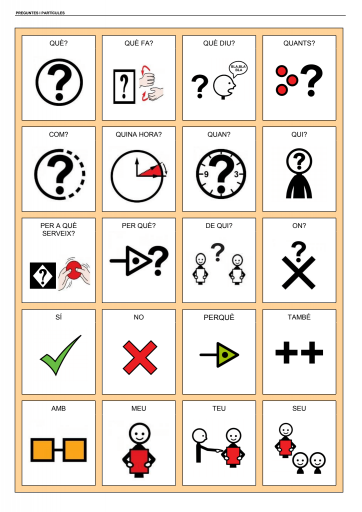 PREGUNTES I PARTÍCULES
QUÈ?
QUÈ FA?
QUÈ DIU?
QUANTS?
BLA,BLA
BLA
COM?
QUINA HORA?
QUAN?
QUI?
9
3
PER A QUÈ
SERVEIX?
PER QUÈ?
DE QUI?
ON?
SÍ
NO
PERQUÈ
TAMBÉ
AMB
MEU
TEU
SEU